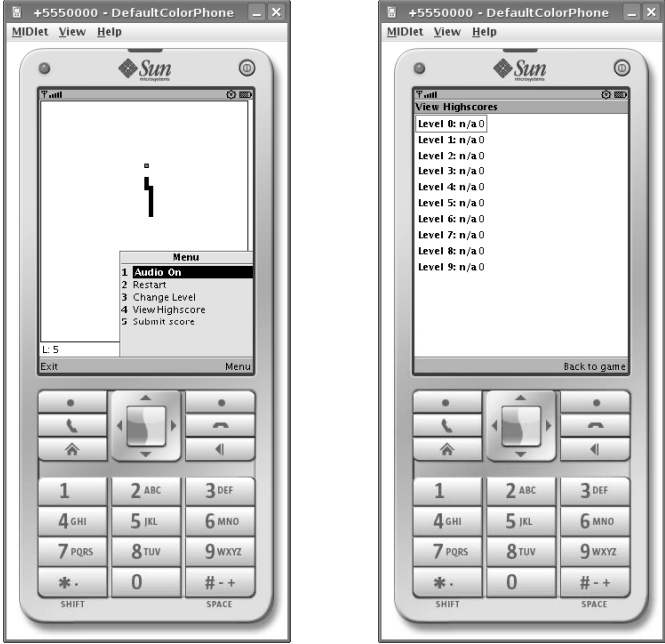 +5550000 - DefaultColorPhone
MIDlet View Help
Sun
microsystems
Menu
1 Audio On
2 Restart
3 Change Level
4 View Highscore
5 Submit score
L: 5
Exit Menu
1 2 ABC 3 DEF
4 GHI 5 JKL 6 MNO
7 PQRS 8 TUV 9 WXYZ
* . 0 # - +
SHIFT SPACE
+5550000 - DefaultColorPhone
MIDlet View Help
Sun
microsystems
View Highscores
Level 0: n/a 0
Level 1: n/a 0
Level 2: n/a 0
Level 3: n/a 0
Level 4: n/a 0
Level 5: n/a 0
Level 6: n/a 0
Level 7: n/a 0
Level 8: n/a 0
Level 9: n/a 0
Back to game
1 2 ABC 3 DEF
4 GHI 5 JKL 6 MNO
7 PQRS 8 TUV 9 WXYZ
* . 0 # - +
SHIFT SPACE